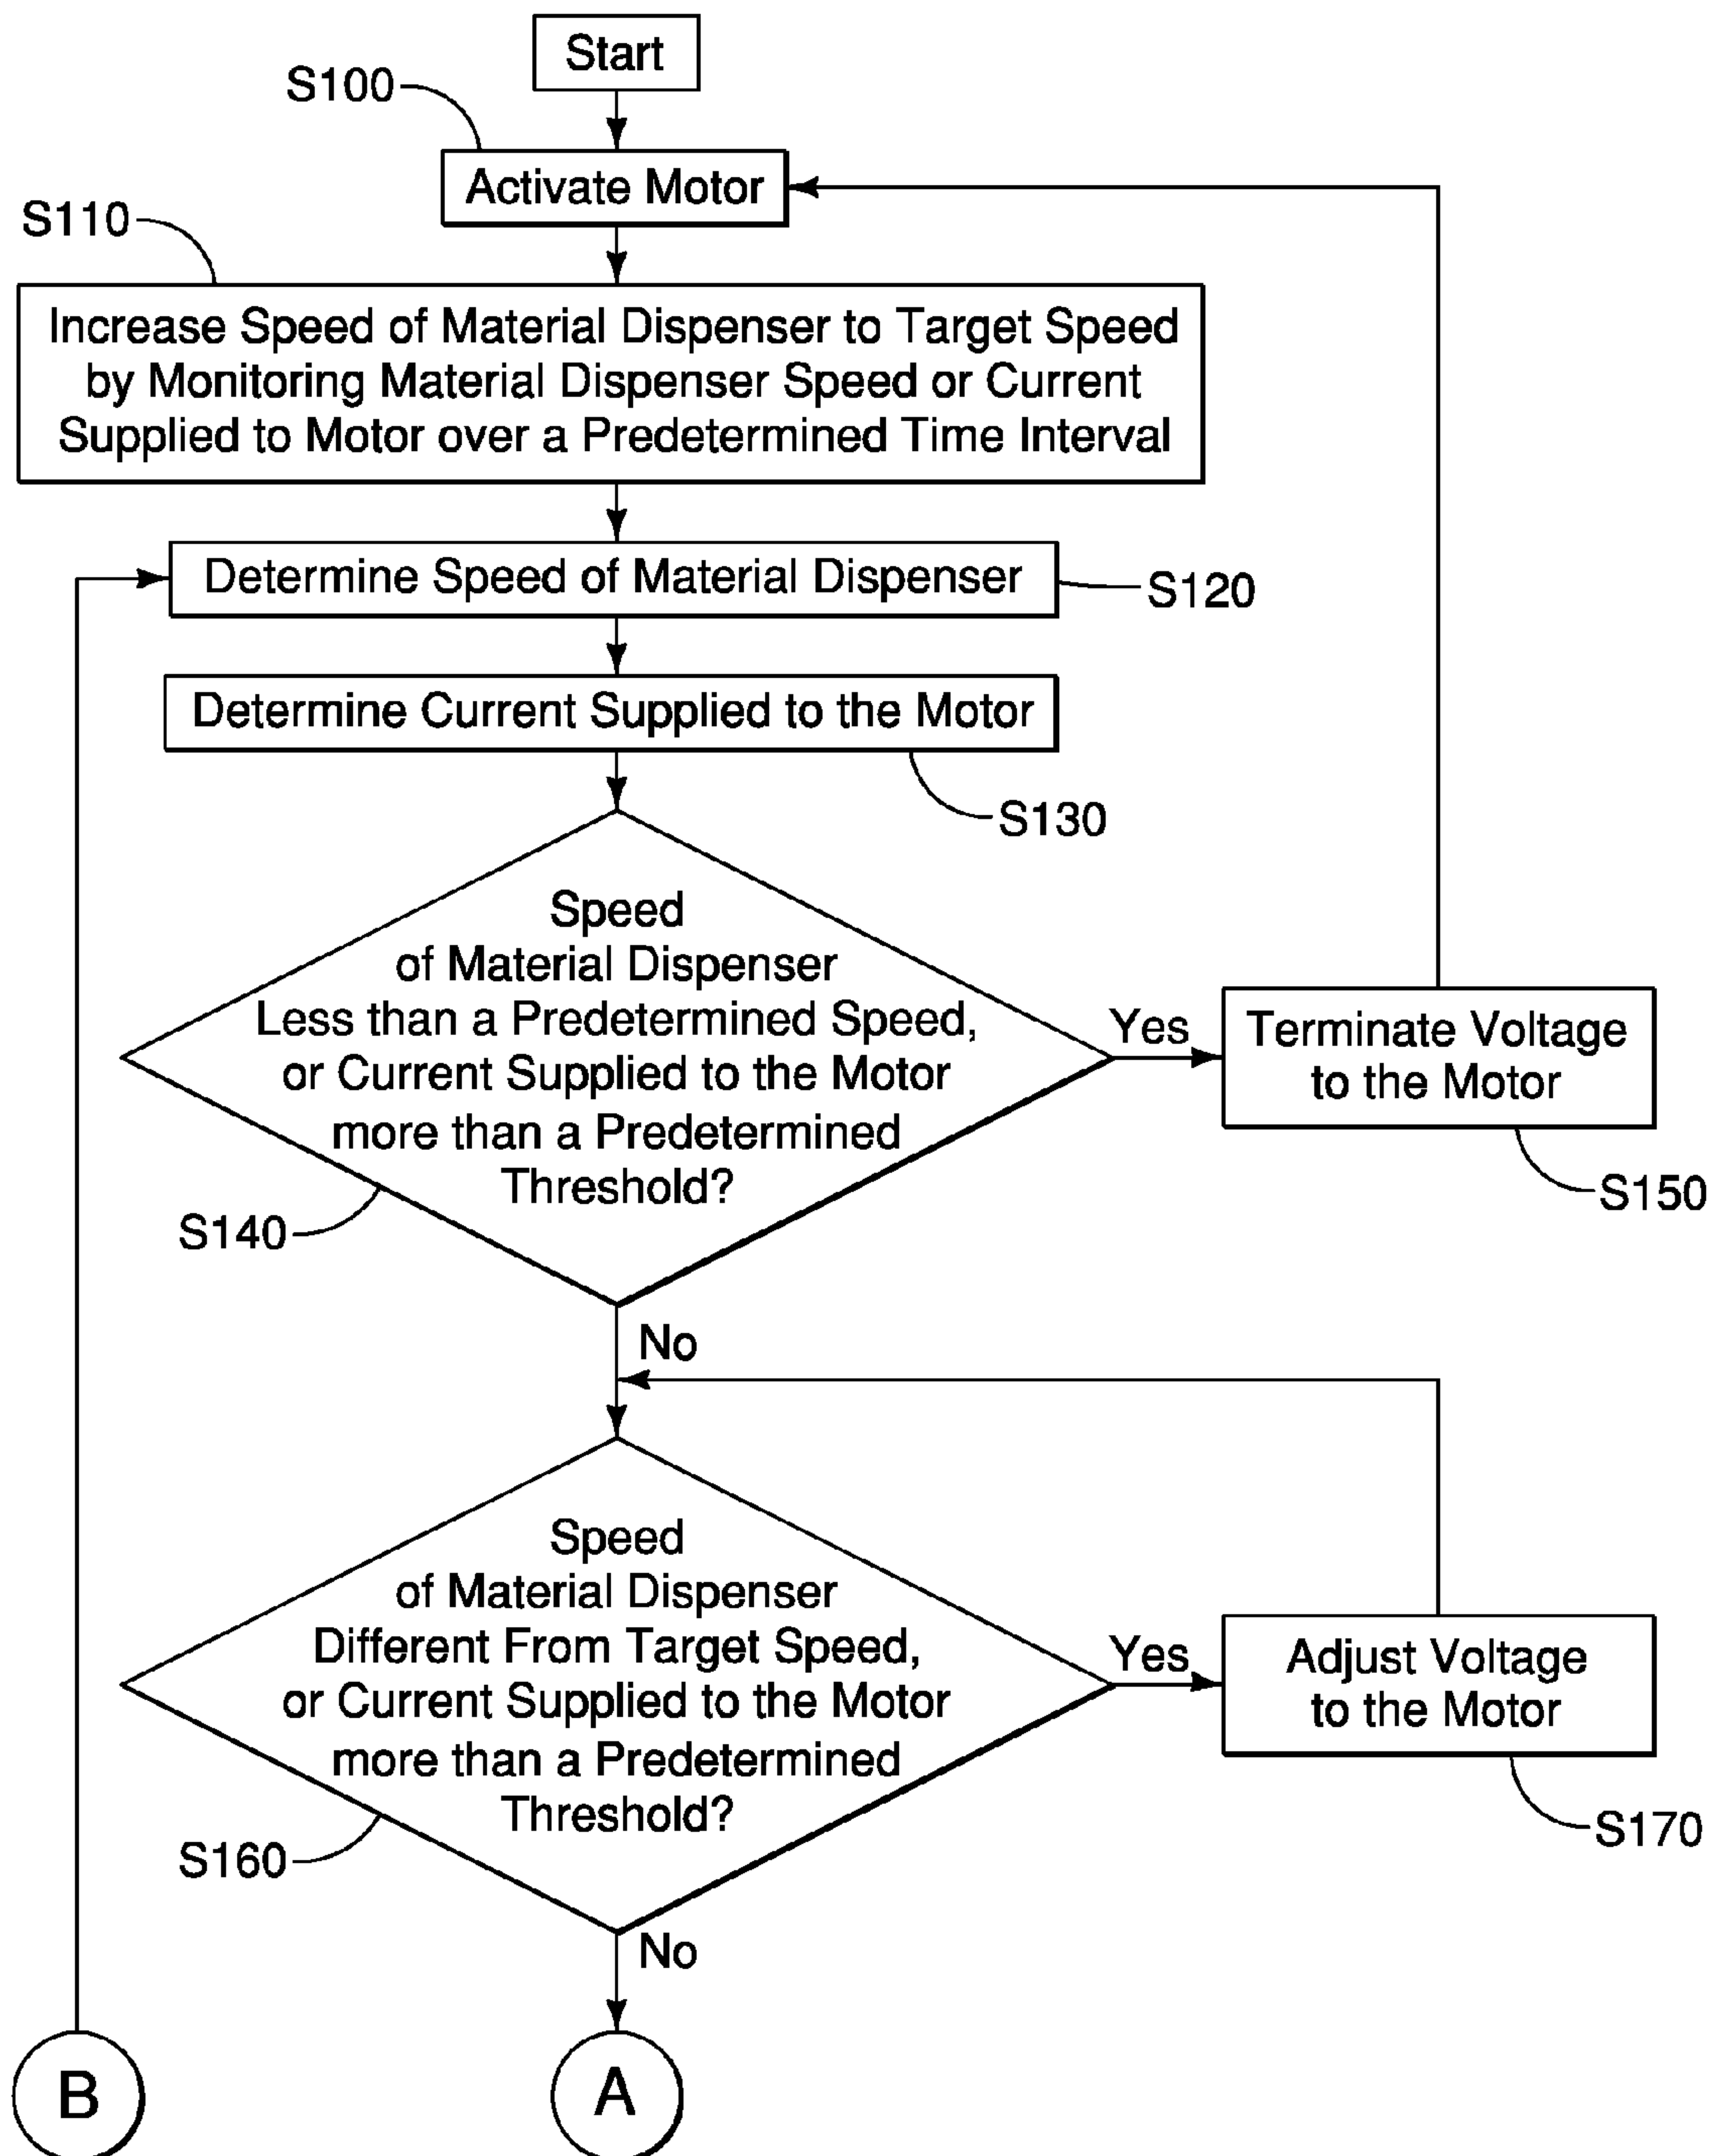 Start
S100
Activate Motor
S110
Increase Speed of Material Dispenser to Target Speed
by Monitoring Material Dispenser Speed or Current
Supplied to Motor over a Predetermined Time Interval
Determine Speed of Material Dispenser
S120
Determine Current Supplied to the Motor
S130
Speed
of Material Dispenser
Less than a Predetermined Speed,
or Current Supplied to the Motor
more than a Predetermined
Threshold?
S140
Yes
Terminate Voltage
to the Motor
S150
No
Speed
of Material Dispenser
Different From Target Speed,
or Current Supplied to the Motor
more than a Predetermined
Threshold?
S160
Yes
Adjust Voltage
to the Motor
S170
No
B
A